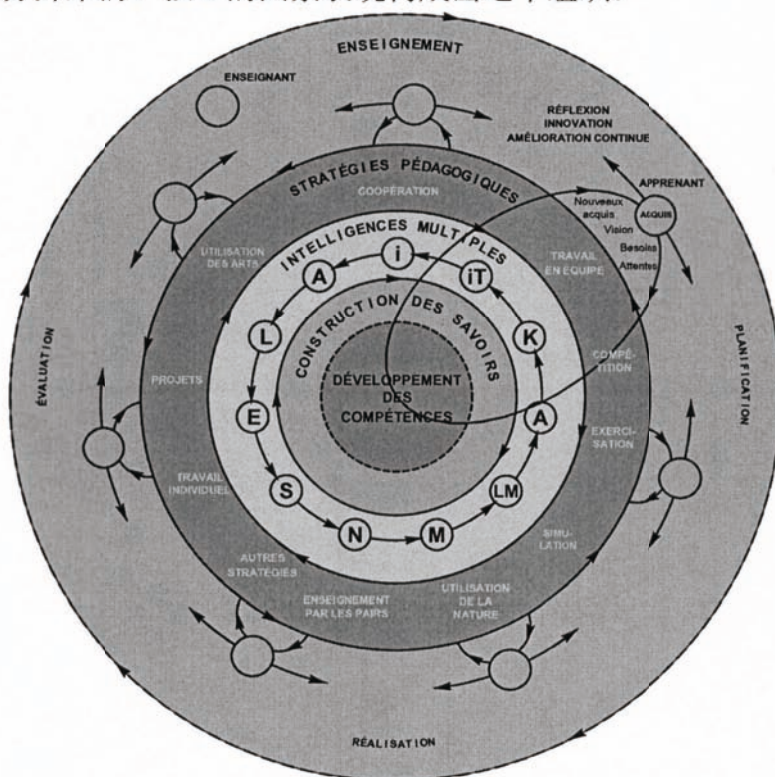 ENSEIGNEMENT
ENSEIGNANT
RÉFLEXION
INNOVATION
AMÉLIORATION CONTINUE
APPRENANT
ACQUIS
Nouveaux
acquis
Vision
Besoins
Attentes
STRATÉGIES PÉDAGOGIQUES
COOPÉRATION
TRAVAIL
EN ÉQUIPE
COMPÉ-
TITION
EXERCI-
SATION
SIMU-
LATION
UTILISATION
DE LA
NATURE
ENSEIGNEMENT
PAR LES PAIRS
AUTRES
STRATÉGIES
TRAVAIL
INDIVIDUEL
PROJETS
UTILISATION
DES ARTS
INTELLIGENCES MULTIPLES
i
iT
K
A
LM
M
N
S
E
L
A
CONSTRUCTION DES SAVOIRS
DÉVELOPPEMENT
DES
COMPÉTENCES
ÉVALUATION
PLANIFICATION
RÉALISATION